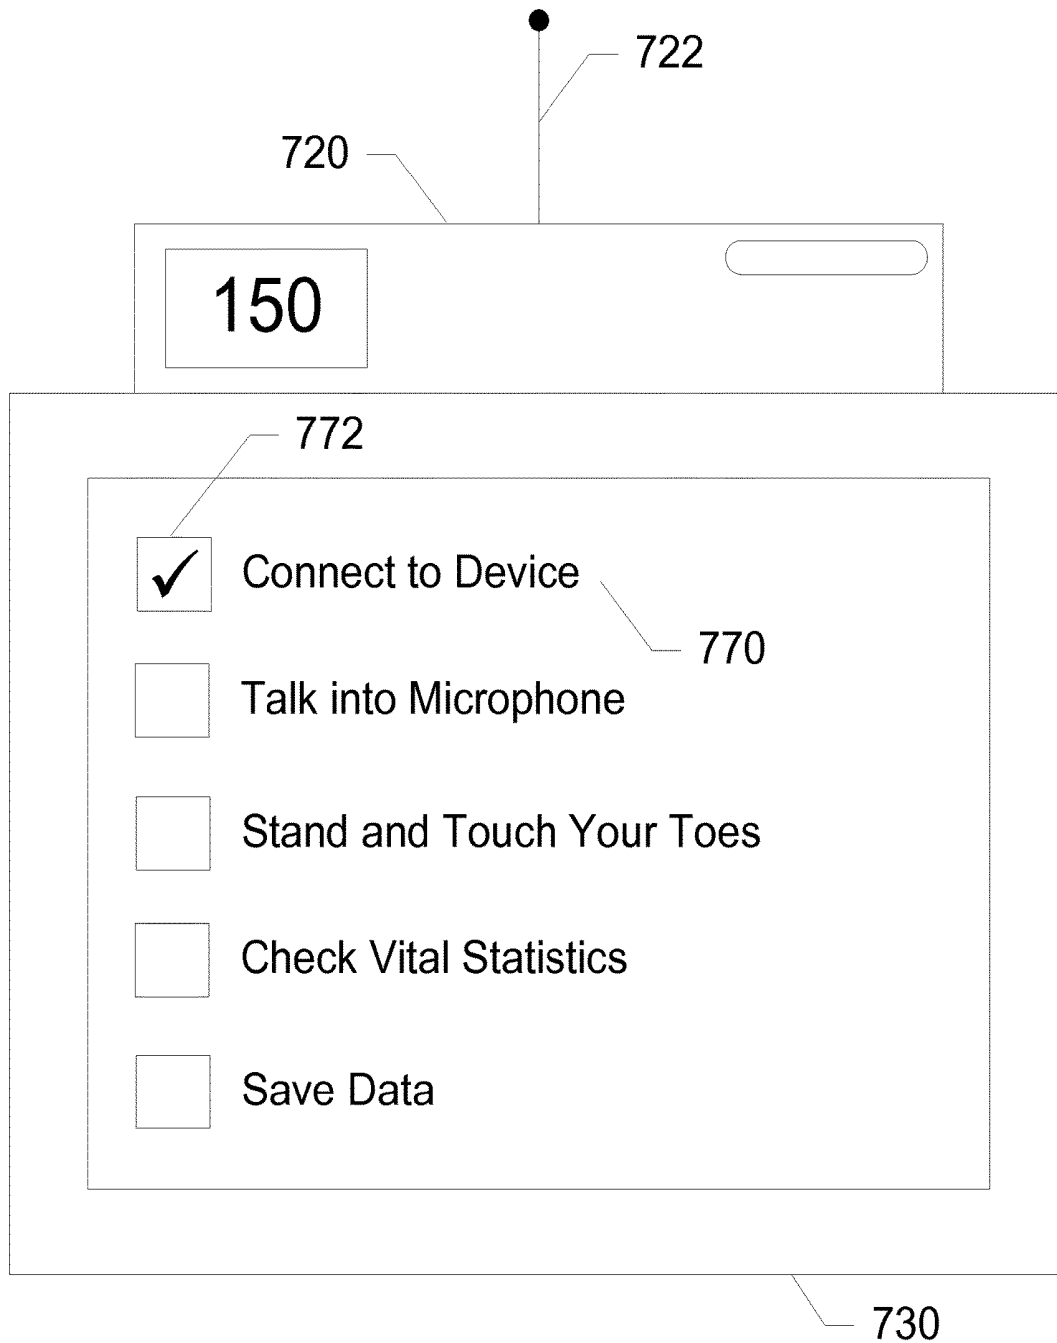 722
720
150
772
✓ Connect to Device
770
Talk into Microphone
Stand and Touch Your Toes
Check Vital Statistics
Save Data
730